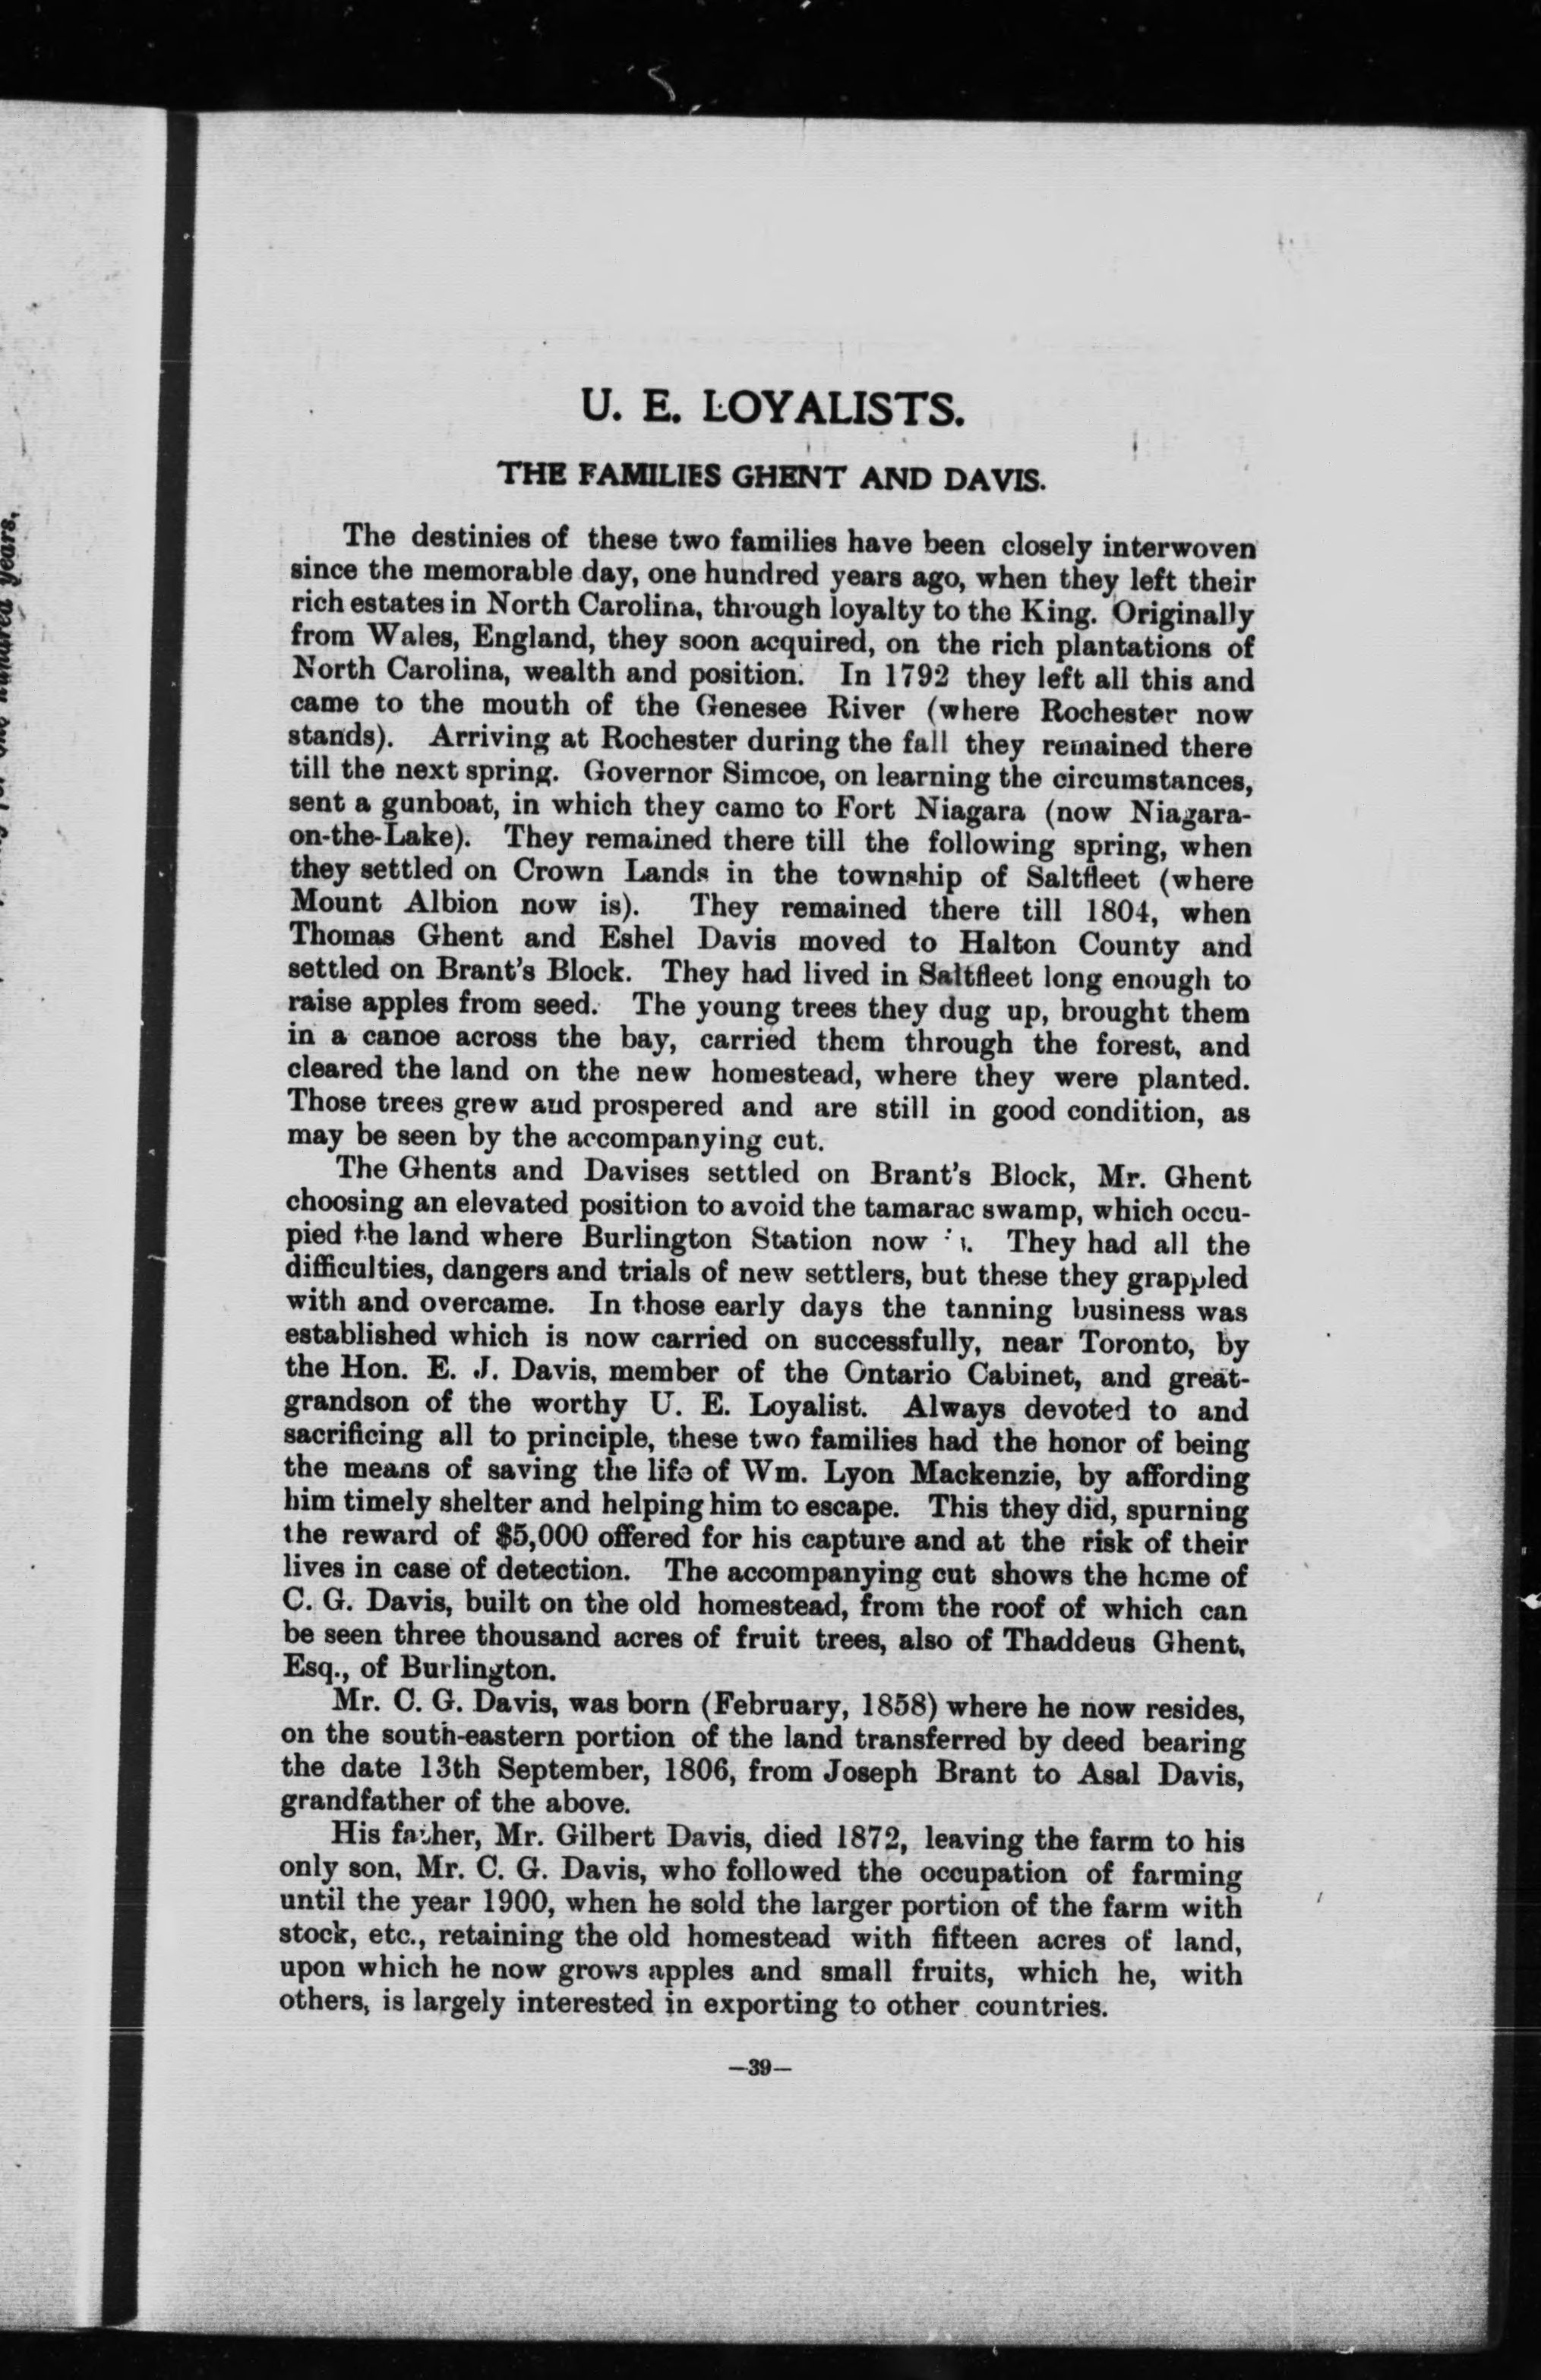 U. E. LOYALISTS.
THE FAMILIES GHENT AND DAVIS.
The destinies of these two families have been closely interwoven
since the memorable day, one hundred years ago, when they left their
rich estates in North Carolina, through loyalty to the King. Originally
from Wales, England, they soon acquired, on the rich plantations of
North Carolina, wealth and position. In 1792 they left all this and
came to the mouth of the Genesee River (where Rochester now
stands). Arriving at Rochester during the fall they remained there
till the next spring. Governor Simcoe, on learning the circumstances,
sent a gunboat, in which they came to Fort Niagara (now Niagara-
on-the-Lake). They remained there till the following spring, when
they settled on Crown Lands in the township of Saltfleet (where
Mount Albion now is). They remained there till 1804, when
Thomas Ghent and Eshel Davis moved to Halton County and
settled on Brant's Block. They had lived in Saltfleet long enough to
raise apples from seed. The young trees they dug up, brought them
in a canoe across the bay, carried them through the forest, and
cleared the land on the new homestead, where they were planted.
Those trees grew and prospered and are still in good condition, as
may be seen by the accompanying cut.
The Ghents and Davises settled on Brant's Block, Mr. Ghent
choosing an elevated position to avoid the tamarac swamp, which occu-
pied the land where Burlington Station now . They had all the
difficulties, dangers and trials of new settlers, but these they grappled
with and overcame. In those early days the tanning business was
established which is now carried on successfully, near Toronto, by
the Hon. E. J. Davis, member of the Ontario Cabinet, and great-
grandson of the worthy U. E. Loyalist. Always devoted to and
sacrificing all to principle, these two families had the honor of being
the means of saving the life of Wm. Lyon Mackenzie, by affording
him timely shelter and helping him to escape. This they did, spurning
the reward of $5,000 offered for his capture and at the risk of their
lives in case of detection. The accompanying cut shows the home of
C. G. Davis, built on the old homestead, from the roof of which can
be seen three thousand acres of fruit trees, also of Thaddeus Ghent,
Esq., of Burlington.
Mr. C. G. Davis, was born (February, 1858) where he now resides,
on the south-eastern portion of the land transferred by deed bearing
the date 13th September, 1806, from Joseph Brant to Asal Davis,
grandfather of the above.
His father, Mr. Gilbert Davis, died 1872, leaving the farm to his
only son, Mr. C. G. Davis, who followed the occupation of farming
until the year 1900, when he sold the larger portion of the farm with
stock, etc., retaining the old homestead with fifteen acres of land,
upon which he now grows apples and small fruits, which he, with
others, is largely interested in exporting to other countries.
—39—
years,